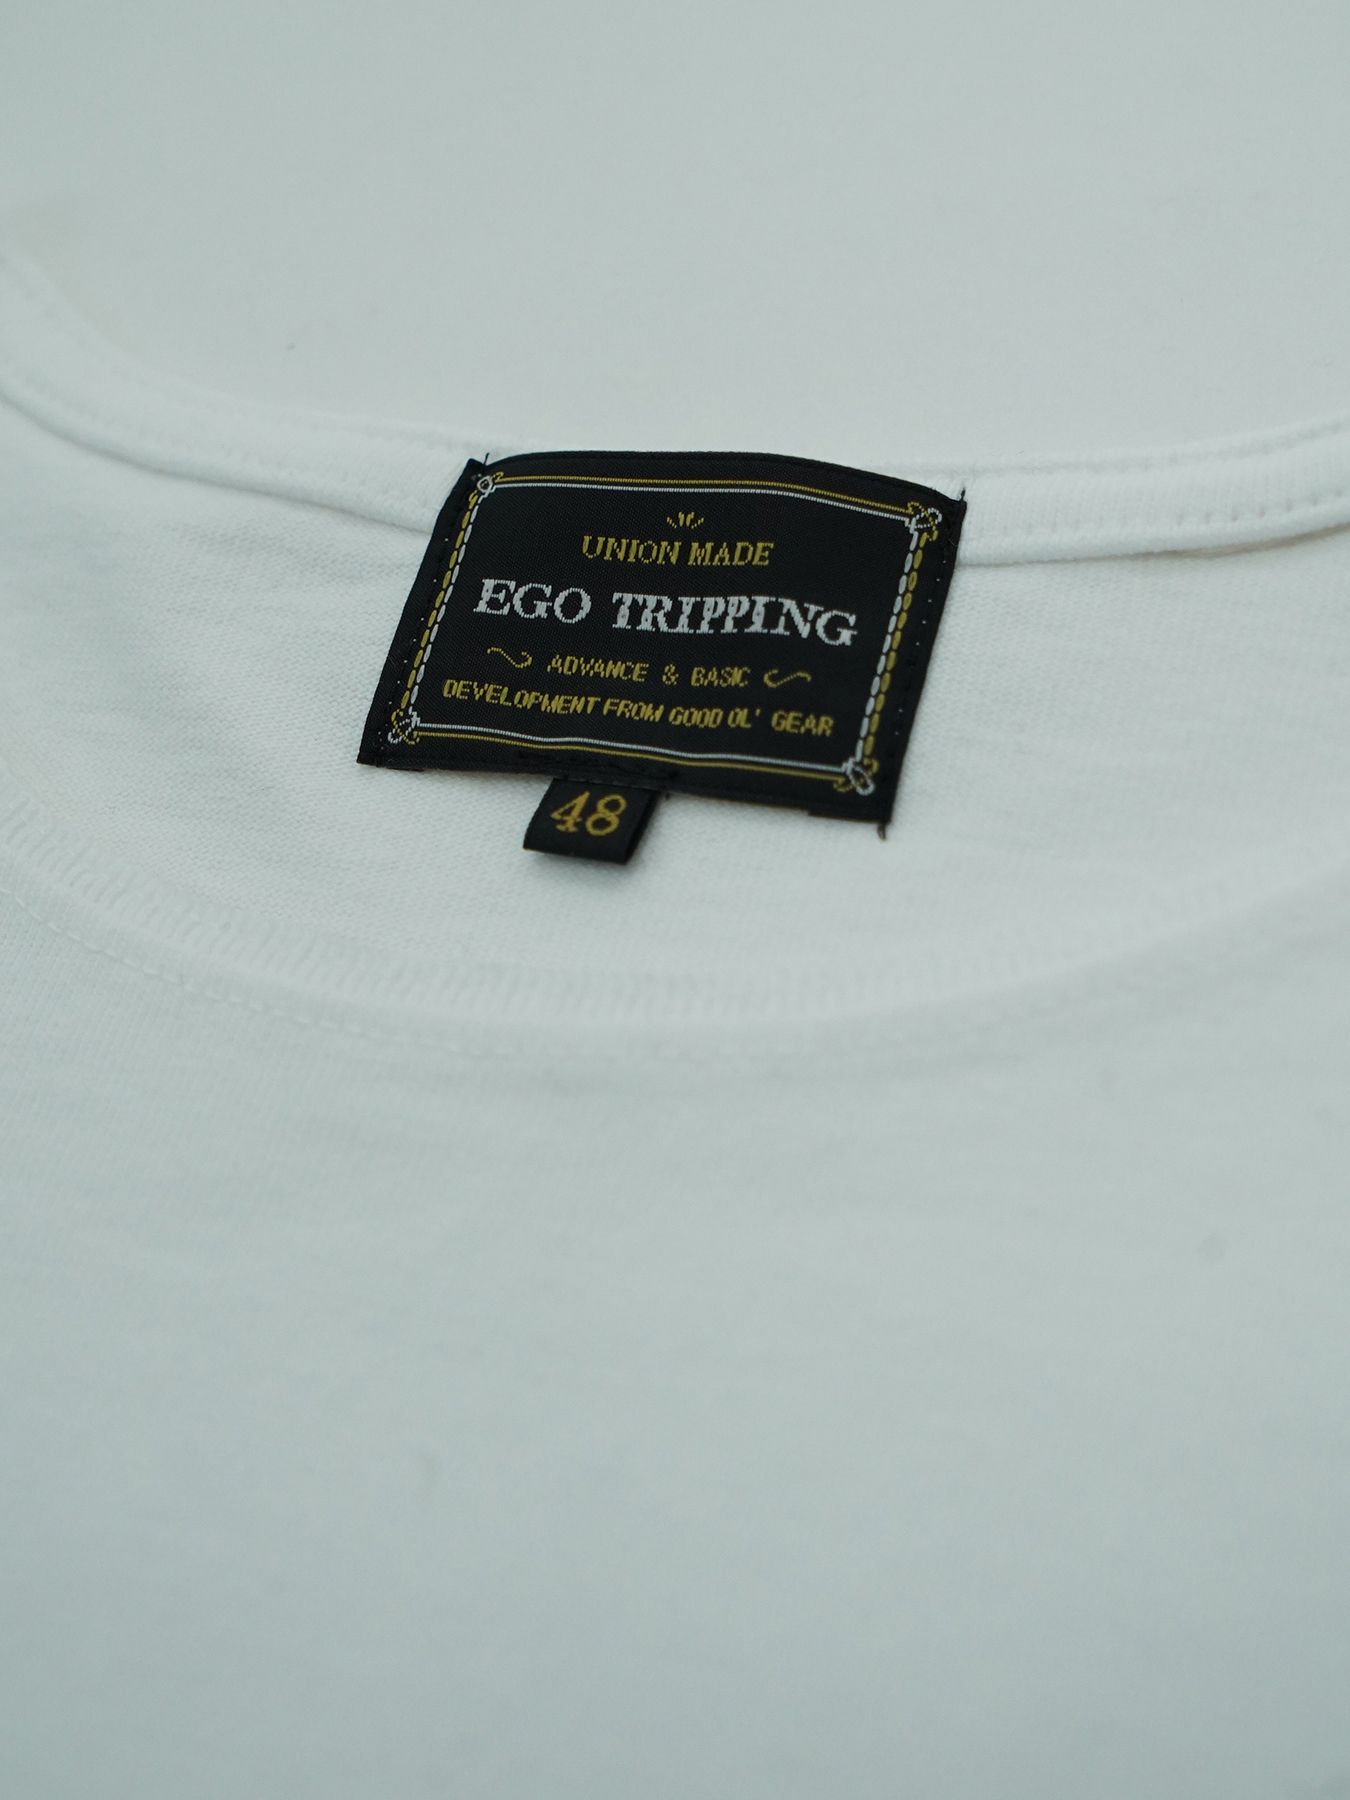 UNION MADE
EGO TRIPPING
ADVANCE & BASIC
DEVELOPMENT FROM GOOD OL' GEAR
48